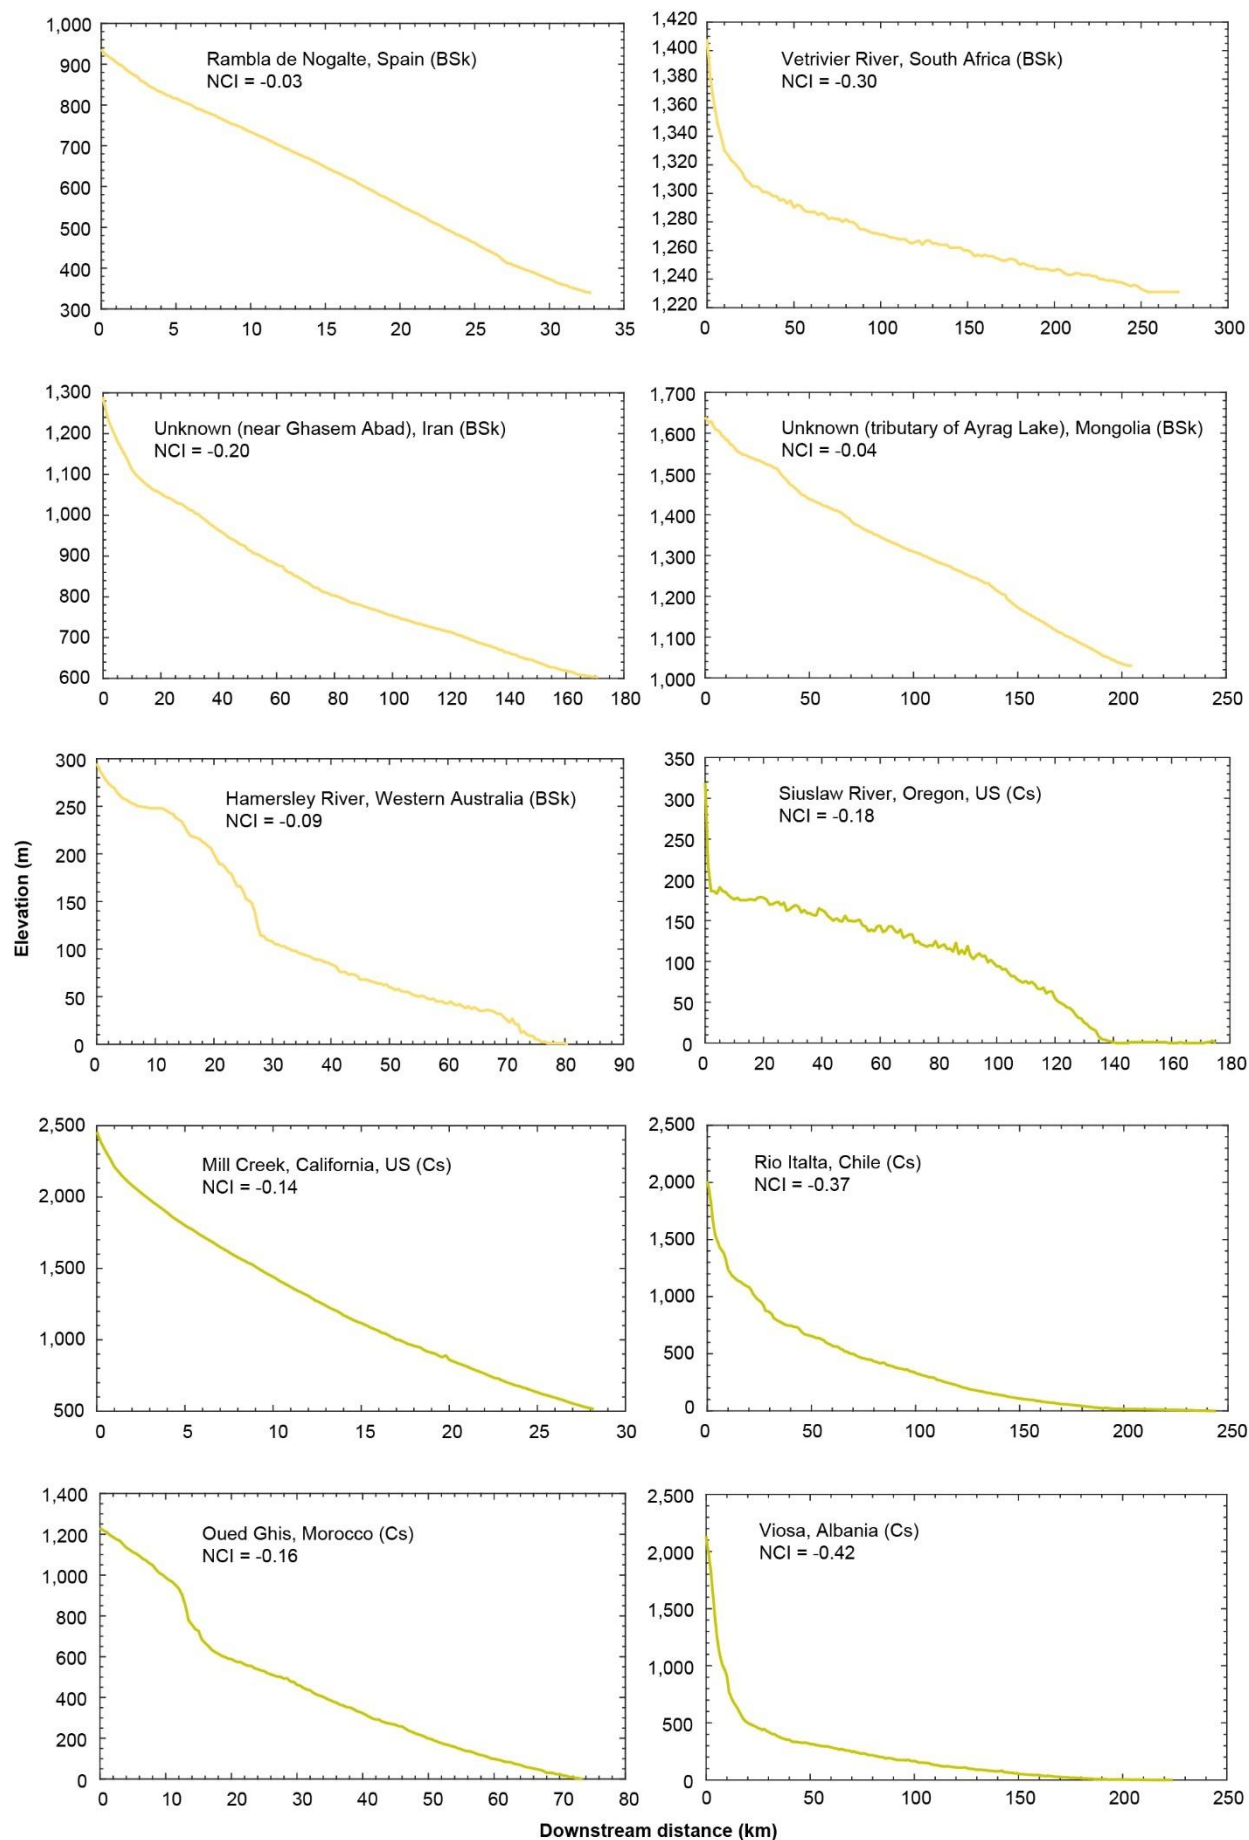 1,000
900
800
700
600
500
400
300
Rambla de Nogalte, Spain (BSk)
NCI = -0.03
0 5 10 15 20 25 30 35
1,420
1,400
1,380
1,360
1,340
1,320
1,300
1,280
1,260
1,240
1,220
Vetrivier River, South Africa (BSk)
NCI = -0.30
0 50 100 150 200 250 300
1,300
1,200
1,100
1,000
900
800
700
600
Unknown (near Ghasem Abad), Iran (BSk)
NCI = -0.20
0 20 40 60 80 100 120 140 160 180
1,700
1,600
1,500
1,400
1,300
1,200
1,100
1,000
Unknown (tributary of Ayrag Lake), Mongolia (BSk)
NCI = -0.04
0 50 100 150 200 250
Elevation (m)
300
250
200
150
100
50
0
Hamersley River, Western Australia (BSk)
NCI = -0.09
0 10 20 30 40 50 60 70 80 90
350
300
250
200
150
100
50
0
Siuslaw River, Oregon, US (Cs)
NCI = -0.18
0 20 40 60 80 100 120 140 160 180
2,500
2,000
1,500
1,000
500
Mill Creek, California, US (Cs)
NCI = -0.14
0 5 10 15 20 25 30
2,500
2,000
1,500
1,000
500
0
Rio Italta, Chile (Cs)
NCI = -0.37
0 50 100 150 200 250
1,400
1,200
1,000
800
600
400
200
0
Oued Ghis, Morocco (Cs)
NCI = -0.16
0 10 20 30 40 50 60 70 80
2,500
2,000
1,500
1,000
500
0
Viosa, Albania (Cs)
NCI = -0.42
0 50 100 150 200 250
Downstream distance (km)